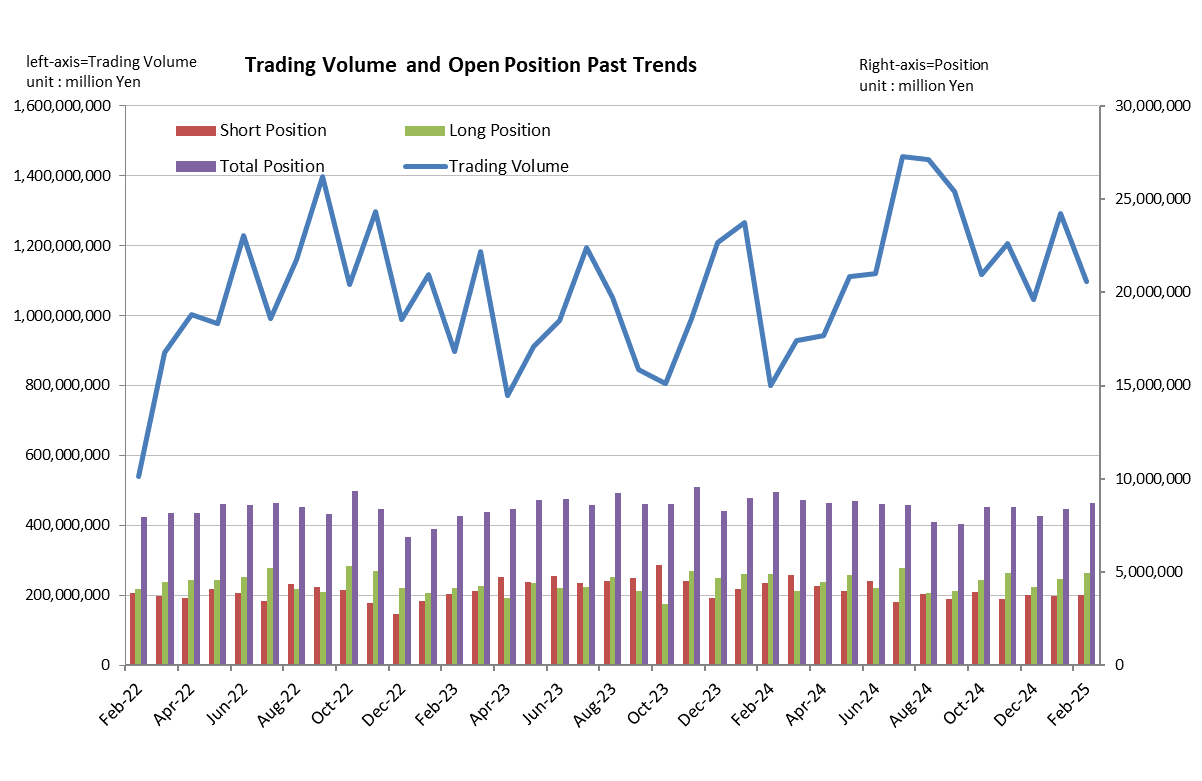 left-axis=Trading Volume
unit : million Yen
Trading Volume and Open Position Past Trends
Right-axis=Position
unit : million Yen
1,600,000,000
1,400,000,000
1,200,000,000
1,000,000,000
800,000,000
600,000,000
400,000,000
200,000,000
0
Short Position
Long Position
Total Position
Trading Volume
30,000,000
25,000,000
20,000,000
15,000,000
10,000,000
5,000,000
0
Feb-22
Apr-22
Jun-22
Aug-22
Oct-22
Dec-22
Feb-23
Apr-23
Jun-23
Aug-23
Oct-23
Dec-23
Feb-24
Apr-24
Jun-24
Aug-24
Oct-24
Dec-24
Feb-25